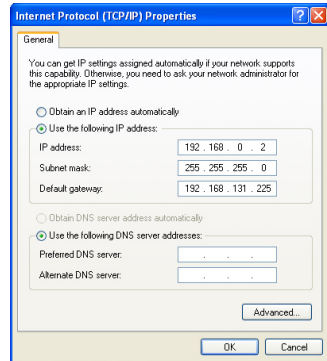 Internet Protocol (TCP/IP) Properties
General
You can get IP settings assigned automatically if your network supports
this capability. Otherwise, you need to ask your network administrator for
the appropriate IP settings.
Obtain an IP address automatically
Use the following IP address:
IP address: 192 . 168 . 0 . 2
Subnet mask: 255 . 255 . 255 . 0
Default gateway: 192 . 168 . 131 . 225
Obtain DNS server address automatically
Use the following DNS server addresses:
Preferred DNS server: . . .
Alternate DNS server: . . .
Advanced...
OK Cancel